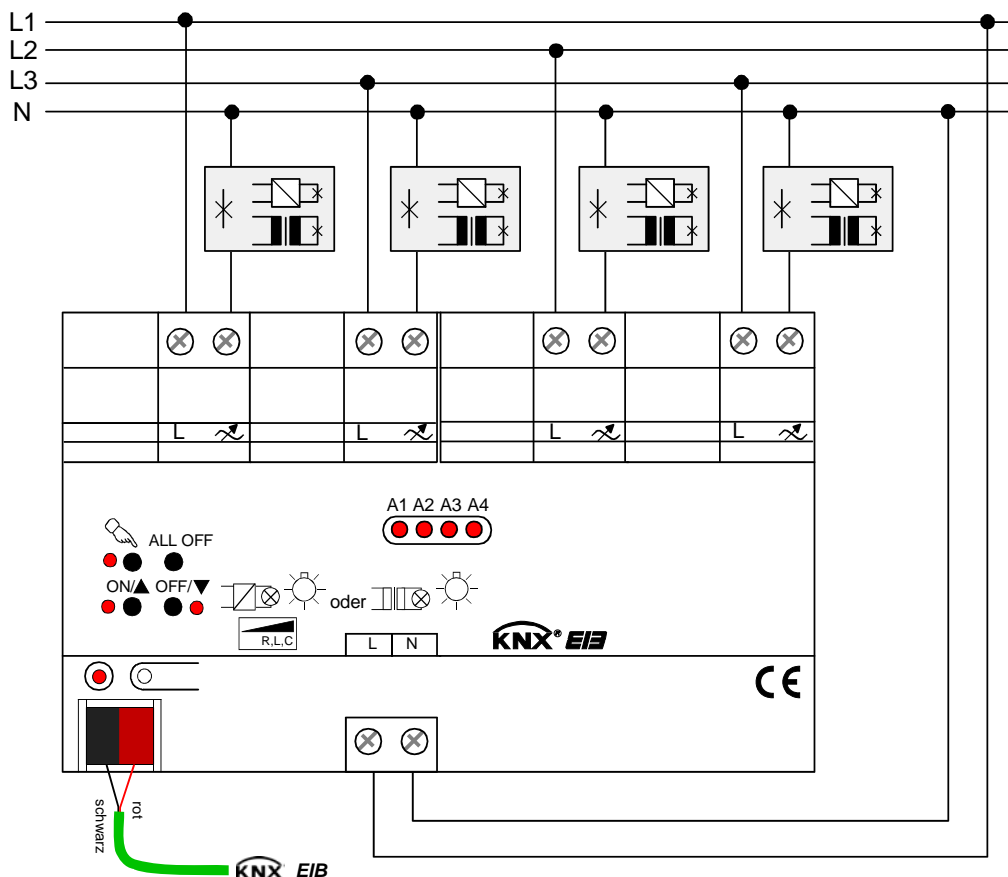 L1
L2
L3
N
L L L L
A1 A2 A3 A4
ALL OFF
ON/▲ OFF/▼
oder
R,L,C
L N
KNX® EIB
CE
rot
schwarz
KNX EIB